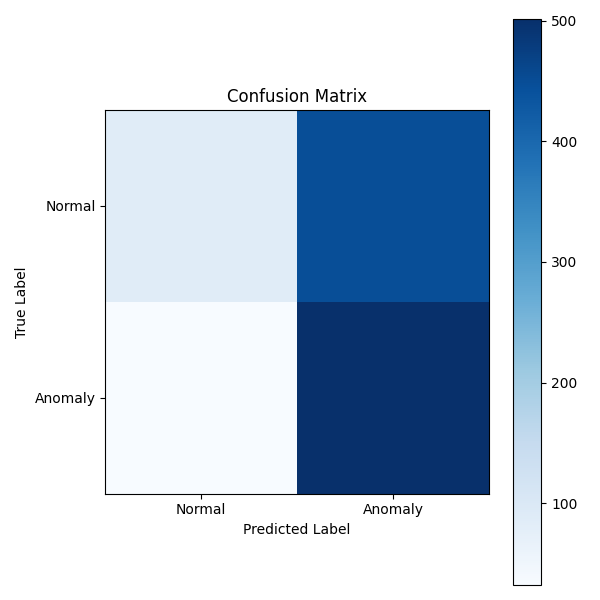 Confusion Matrix
True Label
Normal
Anomaly
Normal Anomaly
Predicted Label
500
400
300
200
100